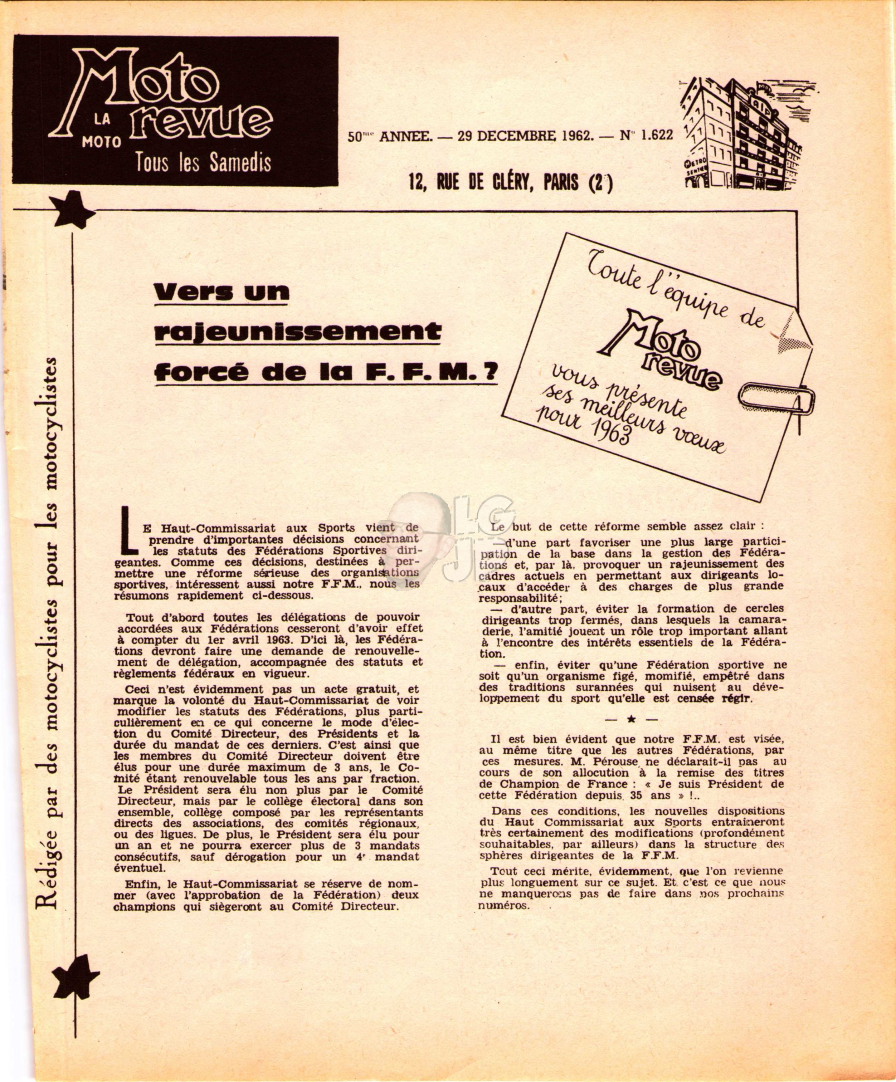 Moto
LA
revue
MOTO
Tous les Samedis
50me ANNEE. — 29 DECEMBRE 1962. — N° 1.622
12, RUE DE CLÉRY, PARIS (2e)
METRO
SENTIER
Rédigée par des motocyclistes pour les motocyclistes
Vers un
rajeunissement
forcé de la F. F. M. ?
Toute l'équipe de
Moto
revue
vous présente
ses meilleurs vœux
pour 1963
LE Haut-Commissariat aux Sports vient de
prendre d'importantes décisions concernant
les statuts des Fédérations Sportives diri-
geantes. Comme ces décisions, destinées à per-
mettre une réforme sérieuse des organisations
sportives, intéressent aussi notre F.F.M., nous les
résumons rapidement ci-dessous.
Tout d'abord toutes les délégations de pouvoir
accordées aux Fédérations cesseront d'avoir effet
à compter du 1er avril 1963. D'ici là, les Fédéra-
tions devront faire une demande de renouvelle-
ment de délégation, accompagnée des statuts et
règlements fédéraux en vigueur.
Ceci n'est évidemment pas un acte gratuit, et
marque la volonté du Haut-Commissariat de voir
modifier les statuts des Fédérations, plus parti-
culièrement en ce qui concerne le mode d'élec-
tion du Comité Directeur, des Présidents et la
durée du mandat de ces derniers. C'est ainsi que
les membres du Comité Directeur doivent être
élus pour une durée maximum de 3 ans, le Co-
mité étant renouvelable tous les ans par fraction.
Le Président sera élu non plus par le Comité
Directeur, mais par le collège électoral dans son
ensemble, collège composé par les représentants
directs des associations, des comités régionaux,
ou des ligues. De plus, le Président sera élu pour
un an et ne pourra exercer plus de 3 mandats
consécutifs, sauf dérogation pour un 4e mandat
éventuel.
Enfin, le Haut-Commissariat se réserve de nom-
mer (avec l'approbation de la Fédération) deux
champions qui siègeront au Comité Directeur.
LG
JM
Le but de cette réforme semble assez clair :
—d'une part favoriser une plus large partici-
pation de la base dans la gestion des Fédéra-
tions et, par là, provoquer un rajeunissement des
cadres actuels en permettant aux dirigeants lo-
caux d'accéder à des charges de plus grande
responsabilité;
— d'autre part, éviter la formation de cercles
dirigeants trop fermés, dans lesquels la camara-
derie, l'amitié jouent un rôle trop important allant
à l'encontre des intérêts essentiels de la Fédéra-
tion.
— enfin, éviter qu'une Fédération sportive ne
soit qu'un organisme figé, momifié, empêtré dans
des traditions surannées qui nuisent au déve-
loppement du sport qu'elle est censée régir.
— ★ —
Il est bien évident que notre F.F.M. est visée,
au même titre que les autres Fédérations, par
ces mesures. M. Pérouse ne déclarait-il pas au
cours de son allocution à la remise des titres
de Champion de France : « Je suis Président de
cette Fédération depuis 35 ans » !..
Dans ces conditions, les nouvelles dispositions
du Haut Commissariat aux Sports entraîneront
très certainement des modifications (profondément
souhaitables, par ailleurs) dans la structure des
sphères dirigeantes de la F.F.M.
Tout ceci mérite, évidemment, que l'on revienne
plus longuement sur ce sujet. Et c'est ce que nous
ne manquerons pas de faire dans nos prochains
numéros.